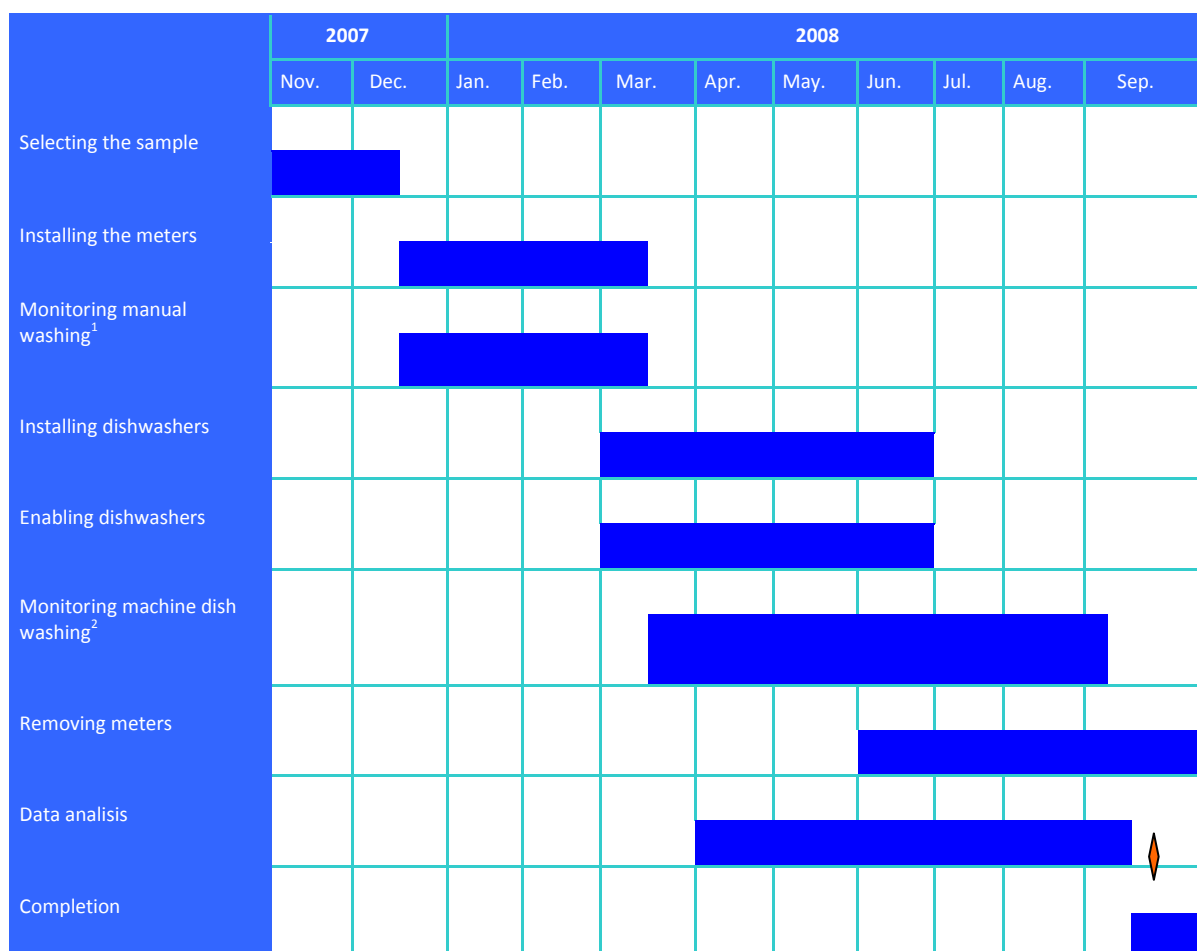 2007 2008
Nov. Dec. Jan. Feb. Mar. Apr. May. Jun. Jul. Aug. Sep.
Selecting the sample
Installing the meters
Monitoring manual
washing¹
Installing dishwashers
Enabling dishwashers
Monitoring machine dish
washing²
Removing meters
Data analisis
Completion